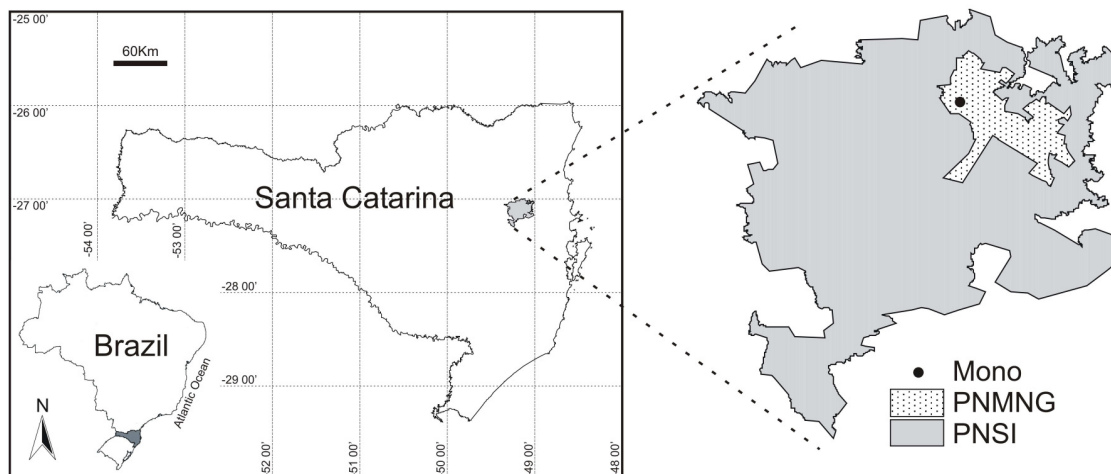 -25 00'
60Km
-26 00'
Santa Catarina
-27 00'
-54 00'
-53 00'
-28 00'
Brazil
Atlantic Ocean
-29 00'
N
-52 00'
-51 00'
-50 00'
-49 00'
-48 00'
Mono
PNMNG
PNSI